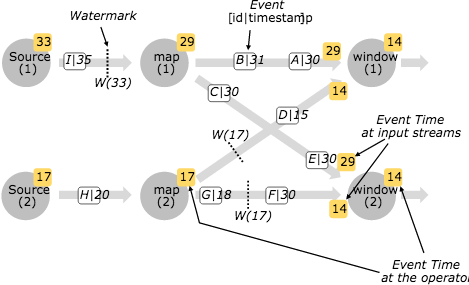 Watermark
Event
[id|timestamp]
33
Source
(1)
I|35
W(33)
29
map
(1)
B|31
A|30
29
14
window
(1)
14
C|30
D|15
W(17)
E|30
29
Event Time
at input streams
17
Source
(2)
H|20
17
map
(2)
G|18
F|30
W(17)
14
14
window
(2)
Event Time
at the operator